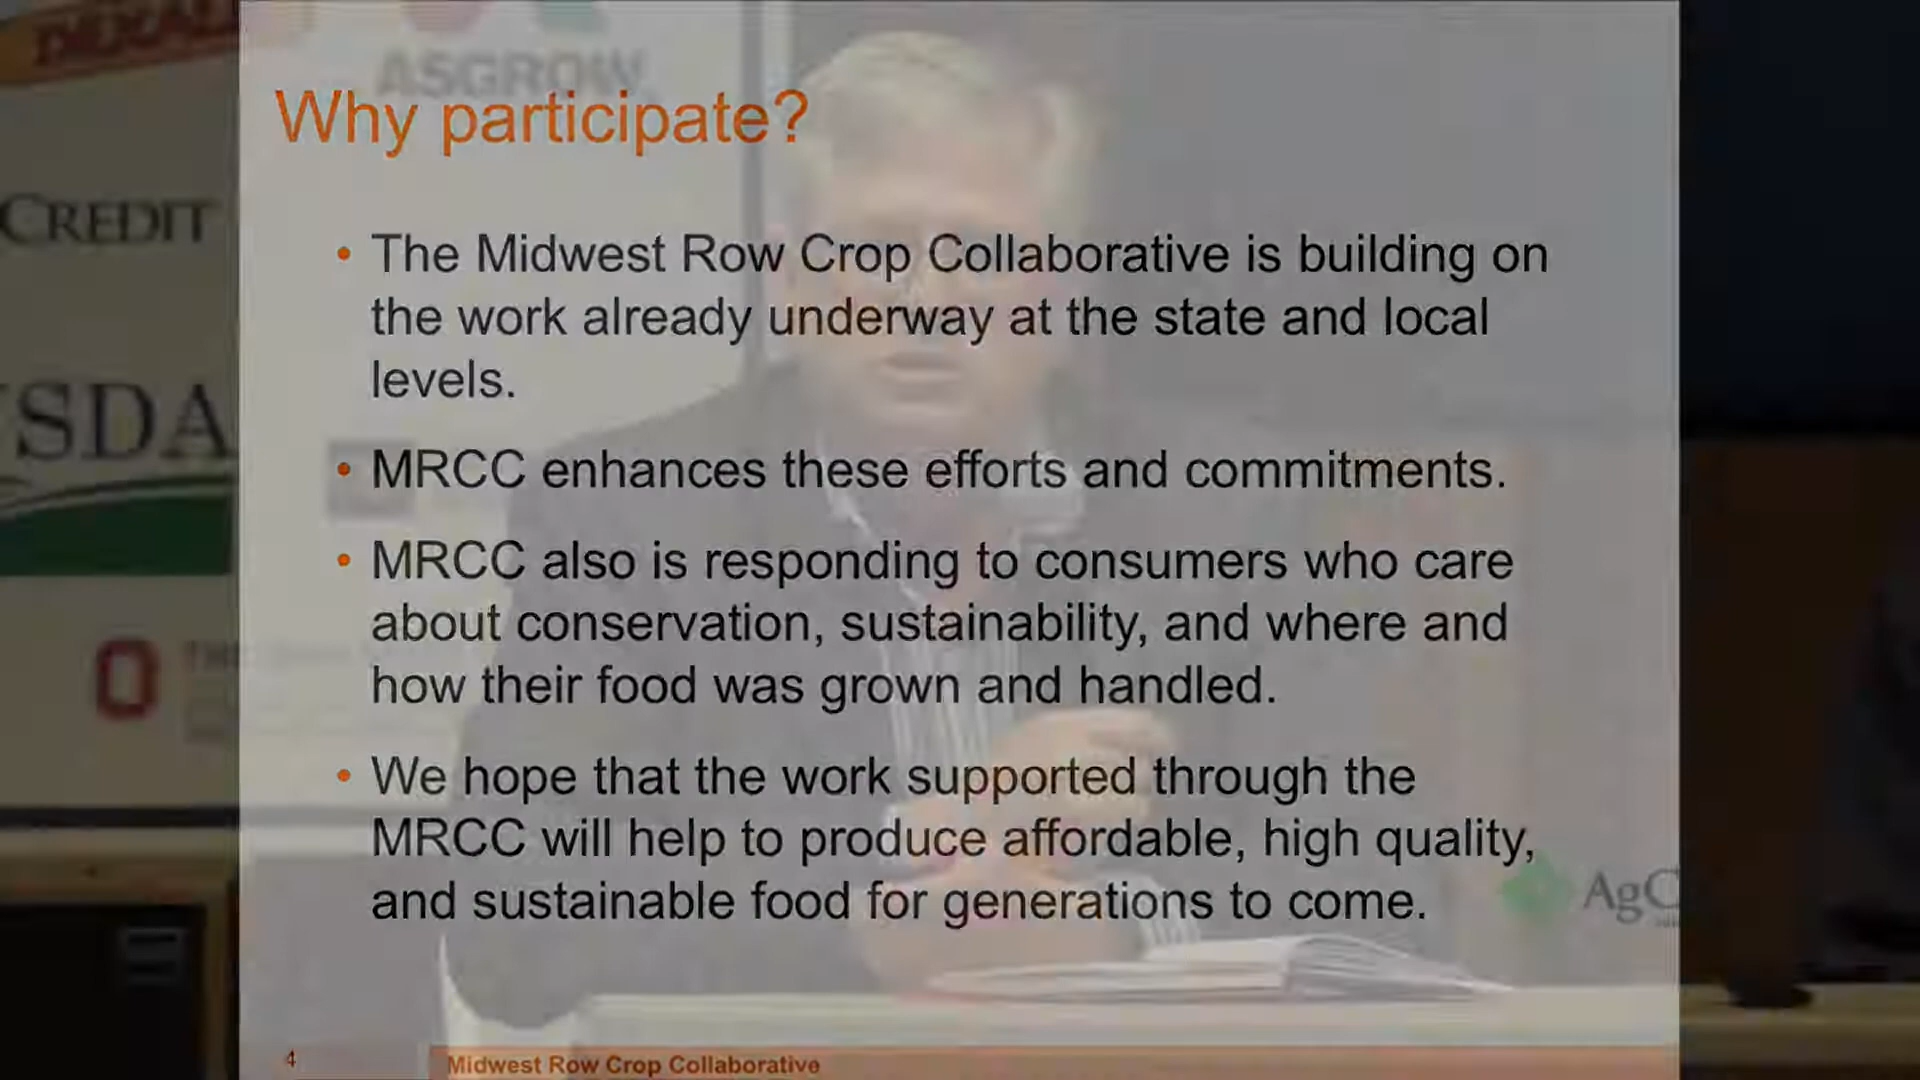 DEKALB
ASGROW
Why participate?
CREDIT
• The Midwest Row Crop Collaborative is building on
the work already underway at the state and local
levels.
SDA
• MRCC enhances these efforts and commitments.
• MRCC also is responding to consumers who care
about conservation, sustainability, and where and
how their food was grown and handled.
• We hope that the work supported through the
MRCC will help to produce affordable, high quality,
and sustainable food for generations to come.
AgC
4
Midwest Row Crop Collaborative